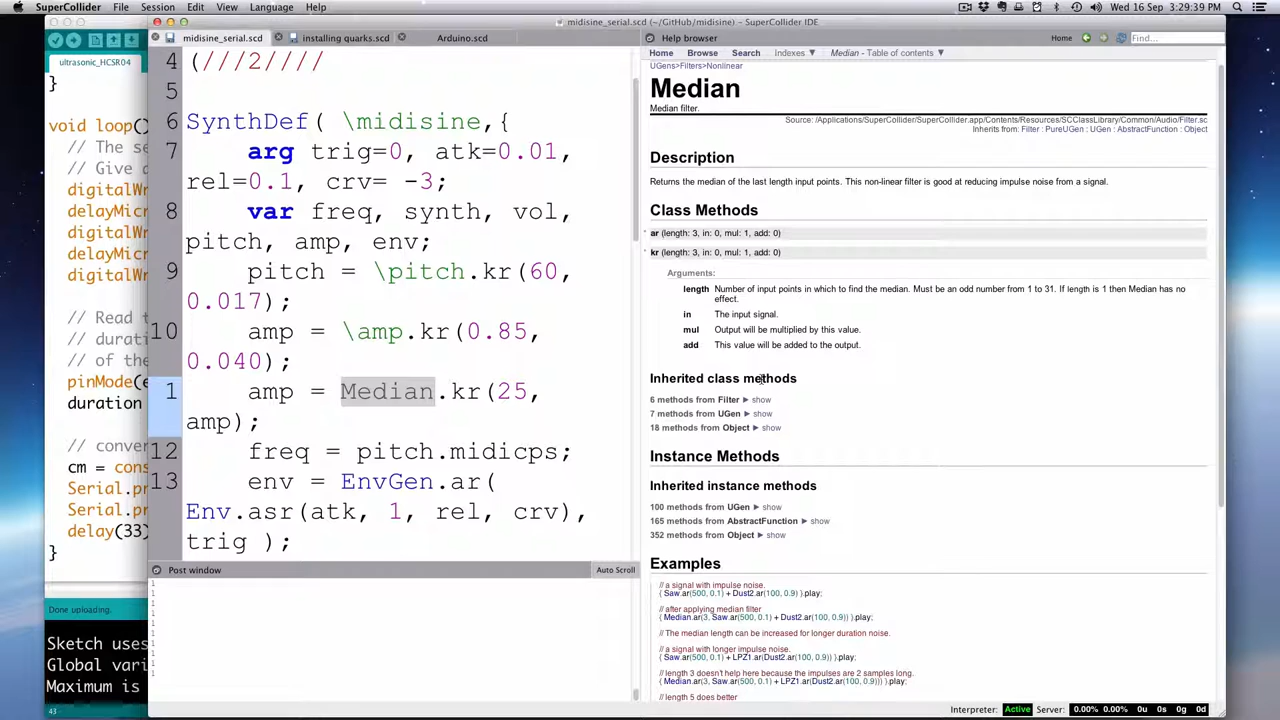 SuperCollider File Session Edit View Language Help
Wed 16 Sep 3:29:39 PM
midisine_serial.scd (~/GitHub/midisine) - SuperCollider IDE
ultrasonic_HCSR04
}
void loop()
// The se
// Give a
digitalWr
delayMicr
digitalWr
delayMicr
digitalWr
// Read t
// durati
// of the
pinMode(e
duration
// conver
cm = cons
Serial.pr
Serial.pr
delay(33)
}
Done uploading.
Sketch uses
Global vari
Maximum is
43
midisine_serial.scd installing quarks.scd Arduino.scd
4 (///2////
5
6 SynthDef( \midisine,{
7 arg trig=0, atk=0.01,
rel=0.1, crv= -3;
8 var freq, synth, vol,
pitch, amp, env;
9 pitch = \pitch.kr(60,
0.017);
10 amp = \amp.kr(0.85,
0.040);
1 amp = Median.kr(25,
amp);
12 freq = pitch.midicps;
13 env = EnvGen.ar(
Env.asr(atk, 1, rel, crv),
trig );
Post window Auto Scroll
1
1
1
1
1
1
1
1
1
1
Help browser Home Find...
Home Browse Search Indexes ▼ Median - Table of contents ▼
UGens>Filters>Nonlinear
Median
Median filter.
Source: /Applications/SuperCollider/SuperCollider.app/Contents/Resources/SCClassLibrary/Common/Audio/Filter.sc
Inherits from: Filter : PureUGen : UGen : AbstractFunction : Object
Description
Returns the median of the last length input points. This non-linear filter is good at reducing impulse noise from a signal.
Class Methods
ar (length: 3, in: 0, mul: 1, add: 0)
kr (length: 3, in: 0, mul: 1, add: 0)
Arguments:
length Number of input points in which to find the median. Must be an odd number from 1 to 31. If length is 1 then Median has no
effect.
in The input signal.
mul Output will be multiplied by this value.
add This value will be added to the output.
Inherited class methods
6 methods from Filter ► show
7 methods from UGen ► show
18 methods from Object ► show
Instance Methods
Inherited instance methods
100 methods from UGen ► show
165 methods from AbstractFunction ► show
352 methods from Object ► show
Examples
// a signal with impulse noise.
{ Saw.ar(500, 0.1) + Dust2.ar(100, 0.9) }.play;
// after applying median filter
{ Median.ar(3, Saw.ar(500, 0.1) + Dust2.ar(100, 0.9)) }.play;
// The median length can be increased for longer duration noise.
// a signal with longer impulse noise.
{ Saw.ar(500, 0.1) + LPZ1.ar(Dust2.ar(100, 0.9)) }.play;
// length 3 doesn't help here because the impulses are 2 samples long.
{ Median.ar(3, Saw.ar(500, 0.1) + LPZ1.ar(Dust2.ar(100, 0.9))) }.play;
// length 5 does better
Interpreter: Active Server: 0.00% 0.00% 0u 0s 0g 0d